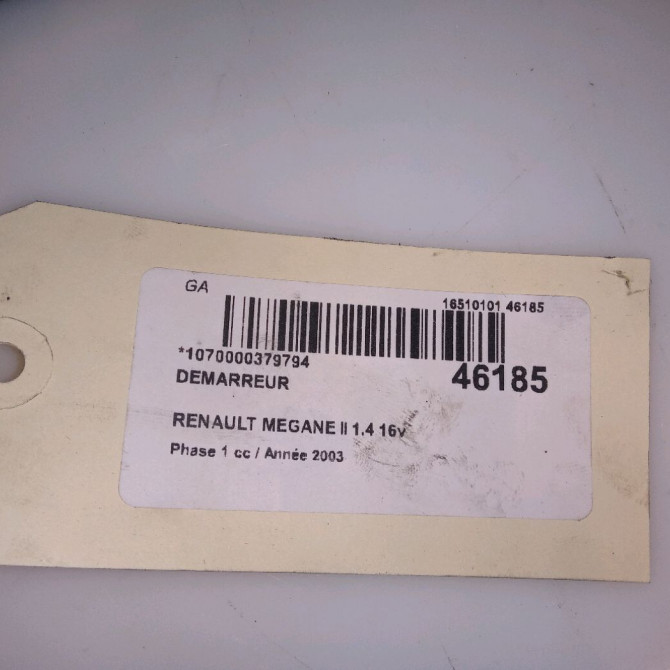 GA
16510101 46185
*1070000379794
46185
DEMARREUR
RENAULT MEGANE II 1.4 16v
Phase 1 cc / Année 2003